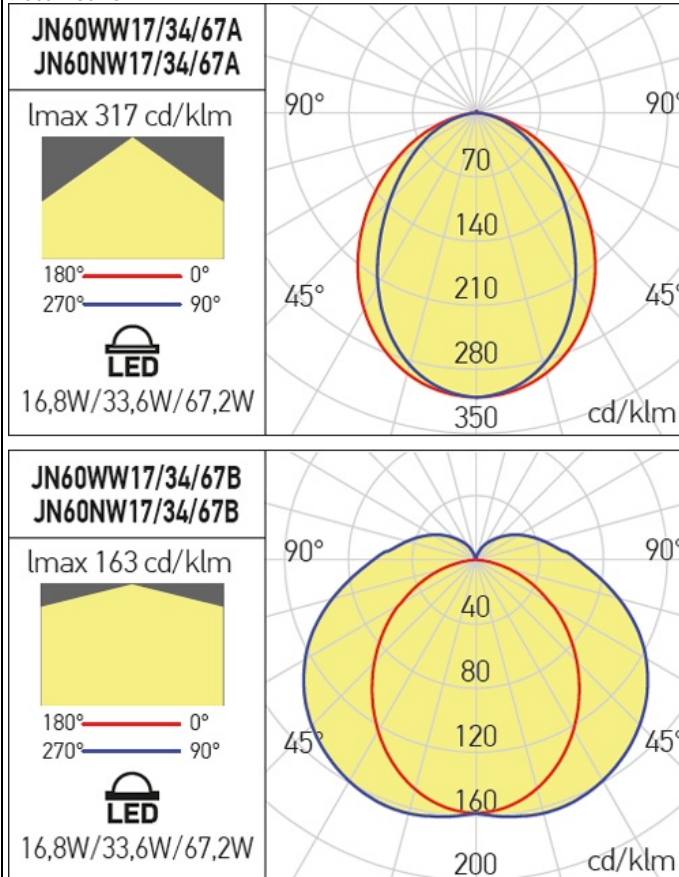 JN60WW17/34/67A
JN60NW17/34/67A
lmax 317 cd/klm
180° 0°
270° 90°
LED
16,8W/33,6W/67,2W
90° 90°
70
140
45° 45°
210
280
350 cd/klm
JN60WW17/34/67B
JN60NW17/34/67B
lmax 163 cd/klm
180° 0°
270° 90°
LED
16,8W/33,6W/67,2W
90° 90°
40
80
120
45° 45°
160
200 cd/klm